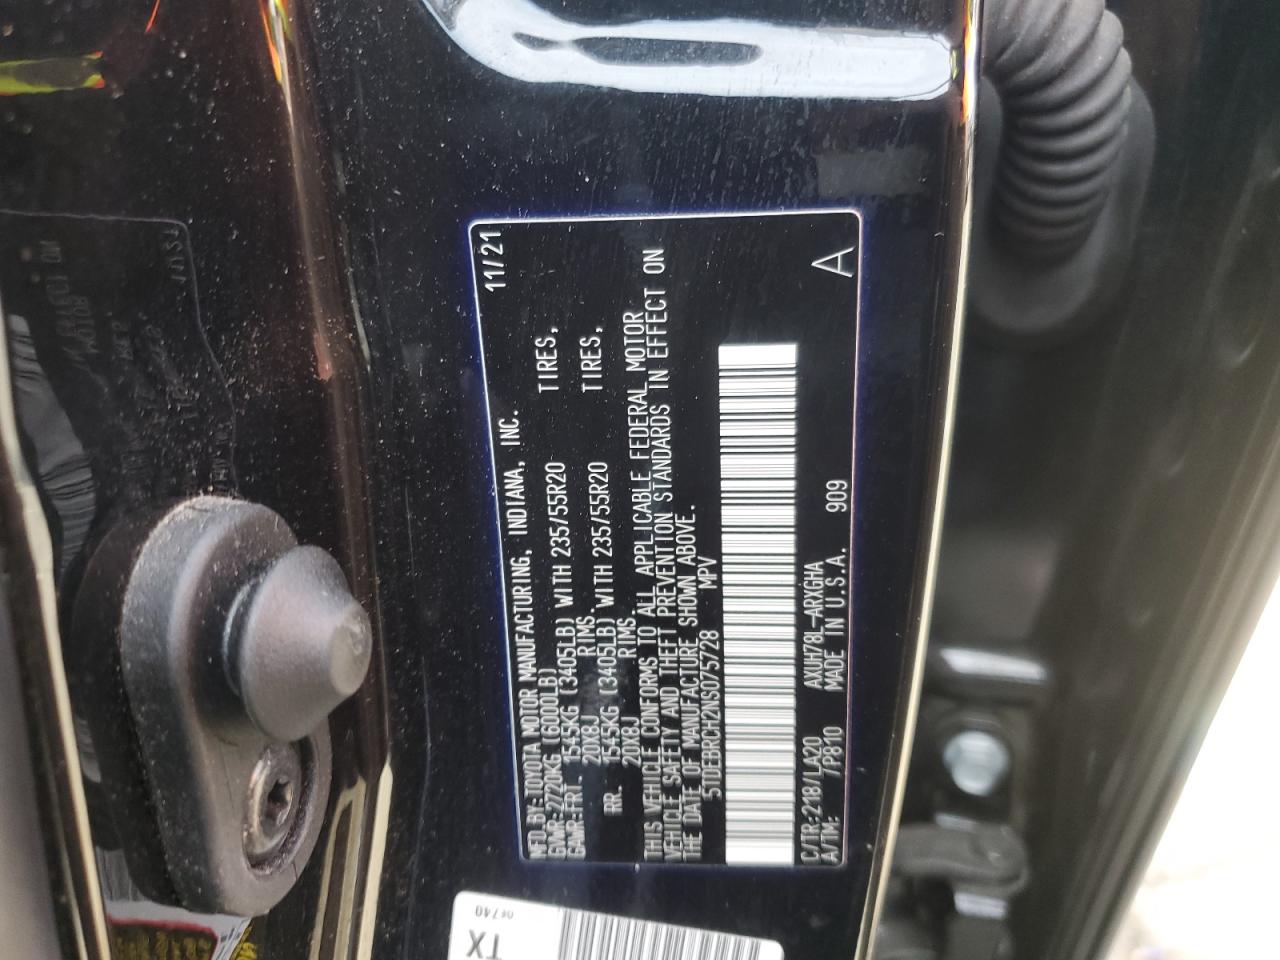 MFD.BY:TOYOTA MOTOR MANUFACTURING, INDIANA, INC. 11/21
GVWR:2720KG (6000LB)
GAWR:FRT. 1545KG (3405LB) WITH 235/55R20 TIRES,
20X8J RIMS
RR. 1545KG (3405LB) WITH 235/55R20 TIRES,
20X8J RIMS.
THIS VEHICLE CONFORMS TO ALL APPLICABLE FEDERAL MOTOR
VEHICLE SAFETY AND THEFT PREVENTION STANDARDS IN EFFECT ON
THE DATE OF MANUFACTURE SHOWN ABOVE.
5TDEBRCH2NS075728 MPV
C/TR:218/LA20 AXUH78L-ARXGHA A
A/TM: /P810 MADE IN U.S.A. 909
TX